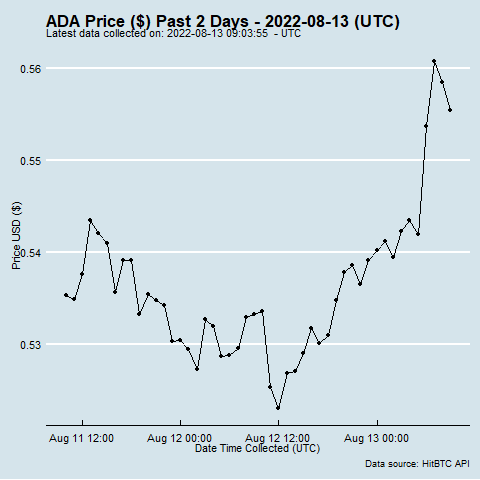 ADA Price ($) Past 2 Days - 2022-08-13 (UTC)
Latest data collected on: 2022-08-13 09:03:55 - UTC
0.56
0.55
0.54
0.53
Price USD ($)
Aug 11 12:00
Aug 12 00:00
Aug 12 12:00
Aug 13 00:00
Date Time Collected (UTC)
Data source: HitBTC API